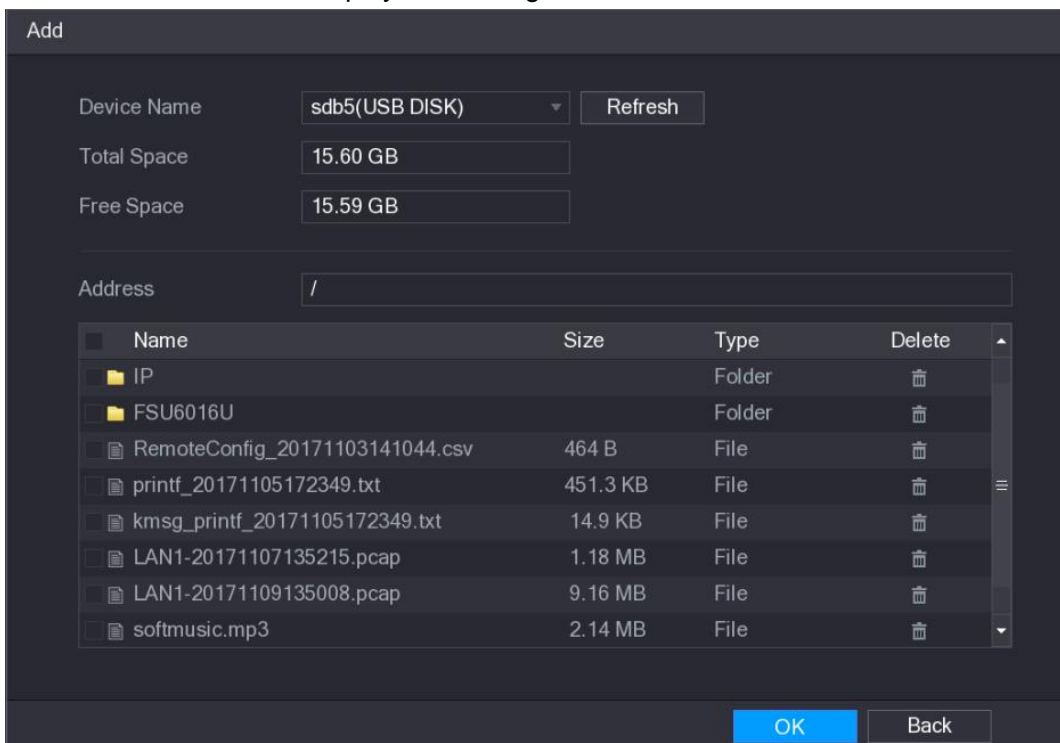 Add
Device Name sdb5(USB DISK) Refresh
Total Space 15.60 GB
Free Space 15.59 GB
Address /
Name Size Type Delete
IP Folder
FSU6016U Folder
RemoteConfig_20171103141044.csv 464 B File
printf_20171105172349.txt 451.3 KB File
kmsg_printf_20171105172349.txt 14.9 KB File
LAN1-20171107135215.pcap 1.18 MB File
LAN1-20171109135008.pcap 9.16 MB File
softmusic.mp3 2.14 MB File
OK Back